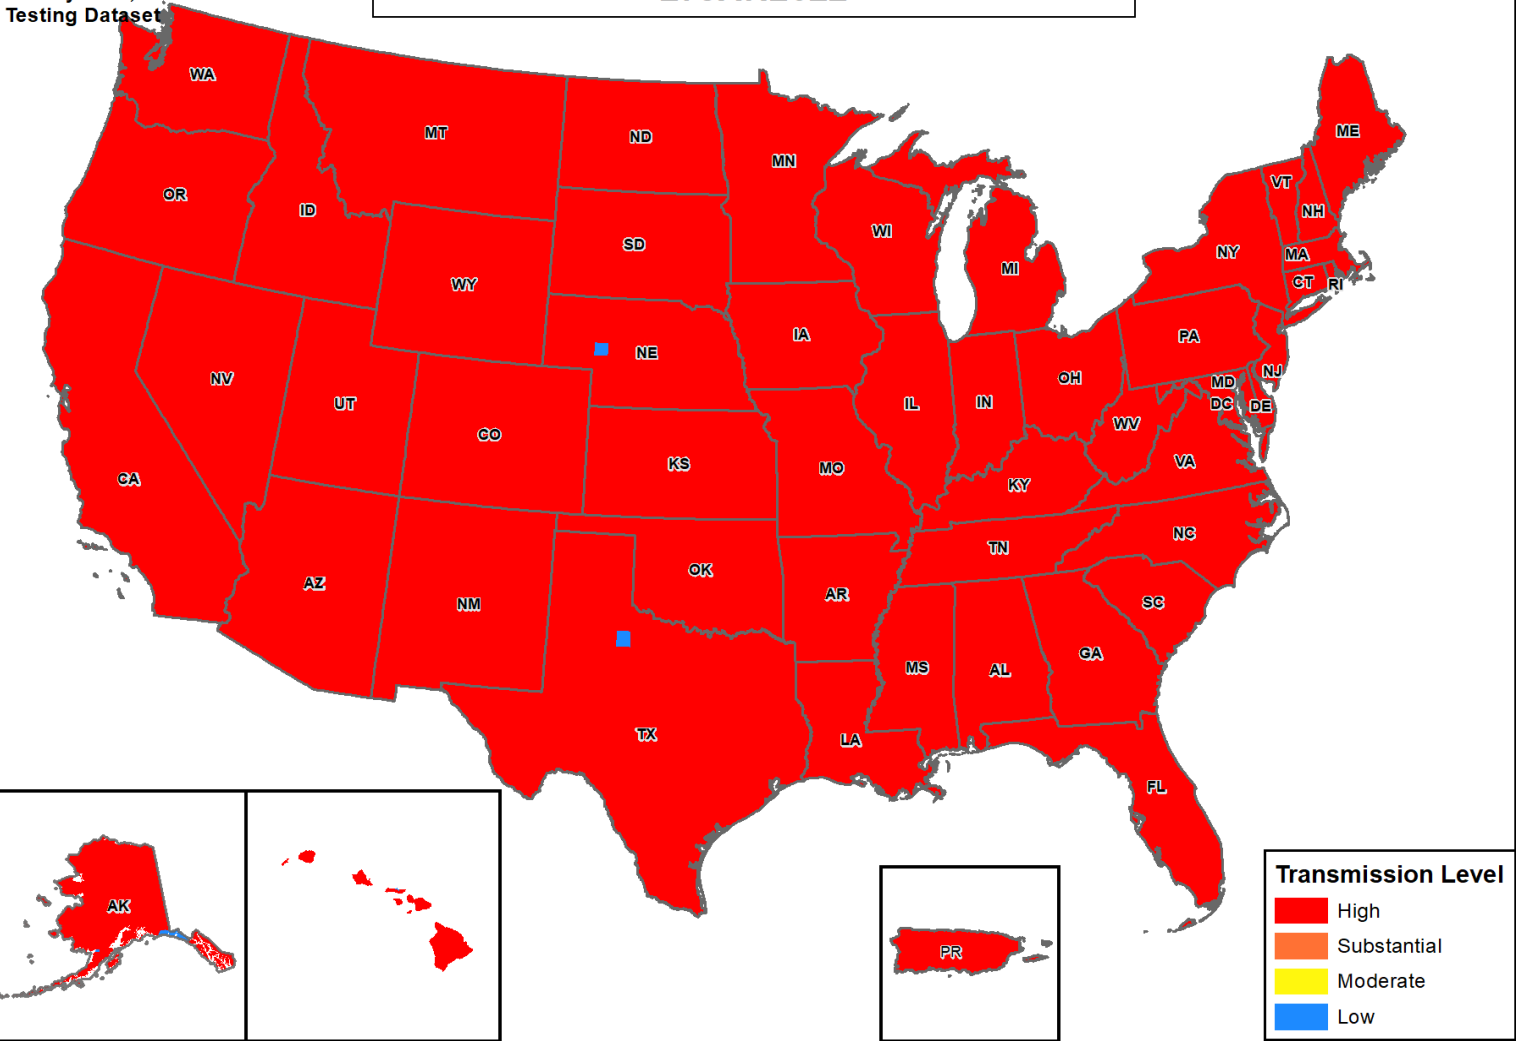 Testing Dataset
WA
MT
ND
MN
ME
OR
ID
SD
WI
VT
NH
WY
MI
NY
MA
CT
RI
IA
PA
NE
NV
UT
CO
IL
IN
OH
NJ
MD
DC
DE
WV
CA
KS
MO
KY
VA
AZ
NM
OK
AR
TN
NC
SC
TX
LA
MS
AL
GA
FL
AK
PR
Transmission Level
High
Substantial
Moderate
Low